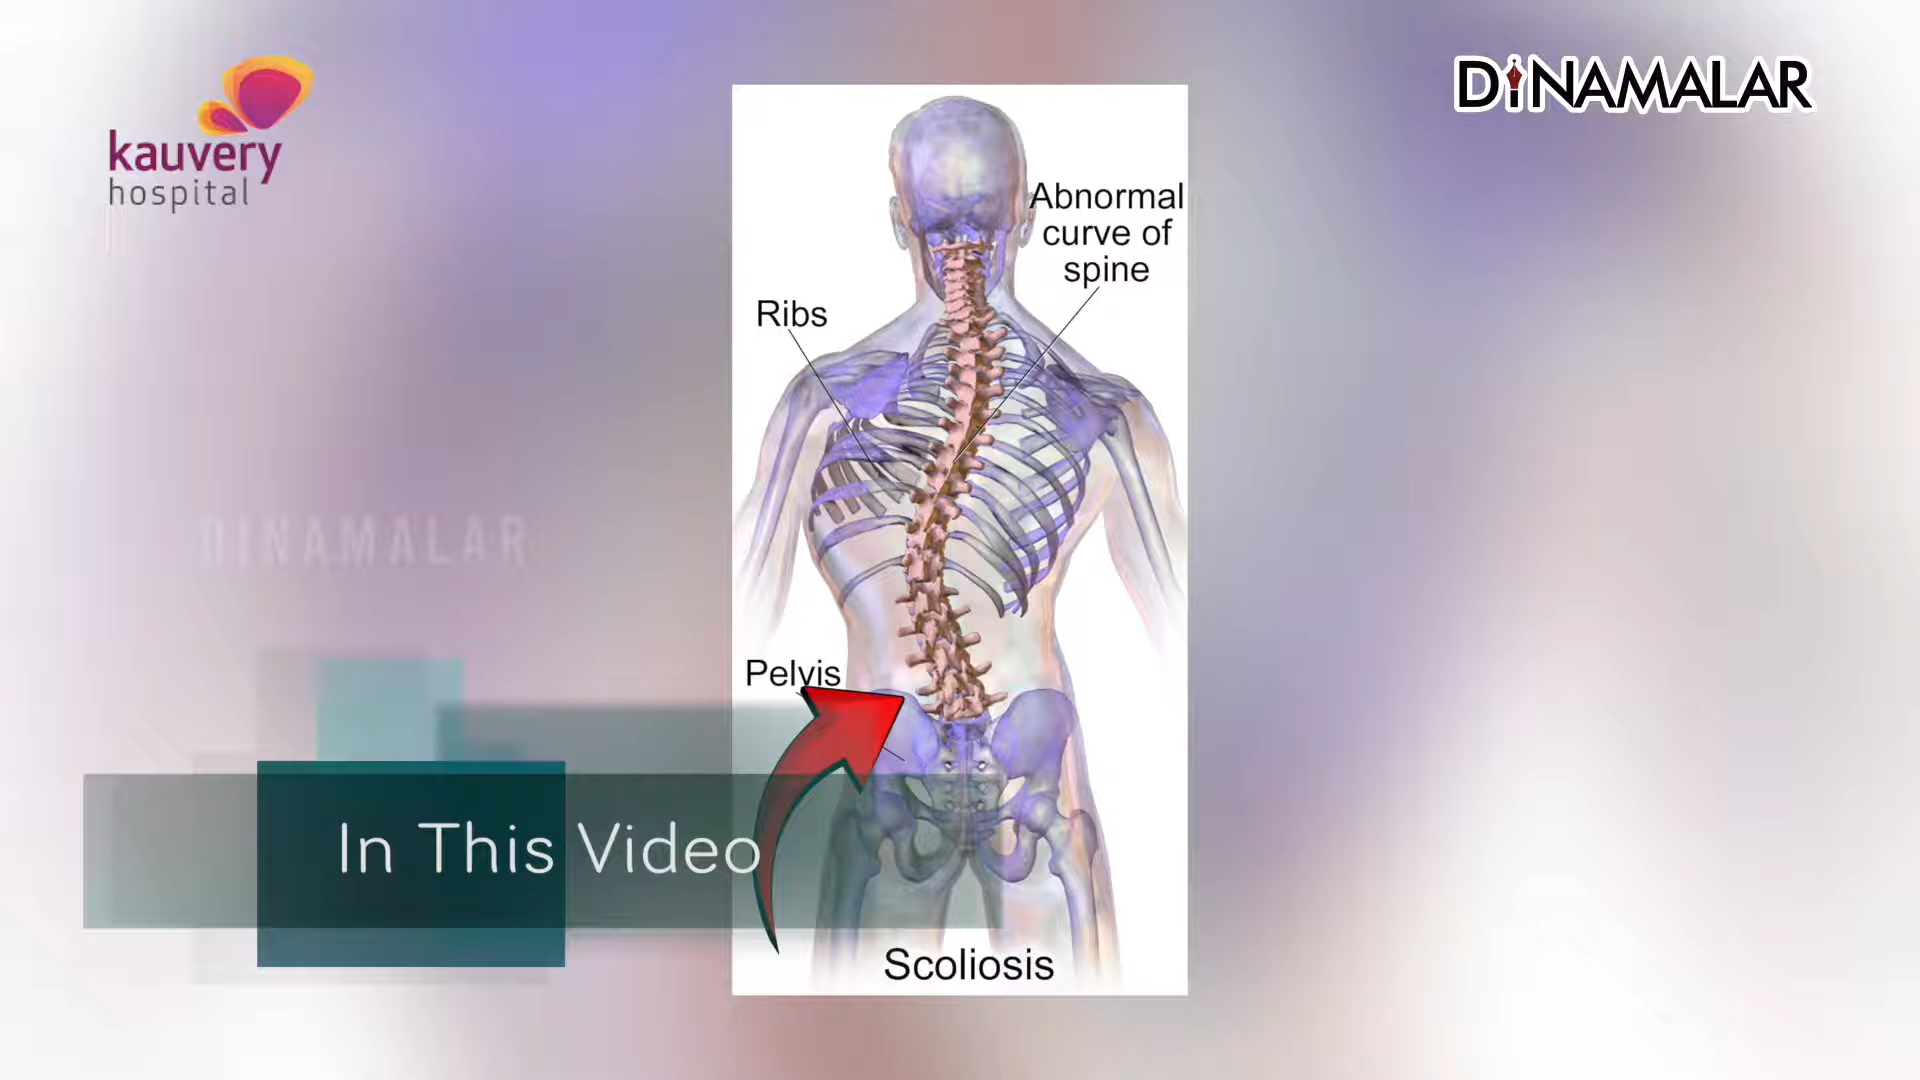 kauvery
hospital
DINAMALAR
Abnormal
curve of
spine
Ribs
DINAMALAR
Pelvis
In This Video
Scoliosis